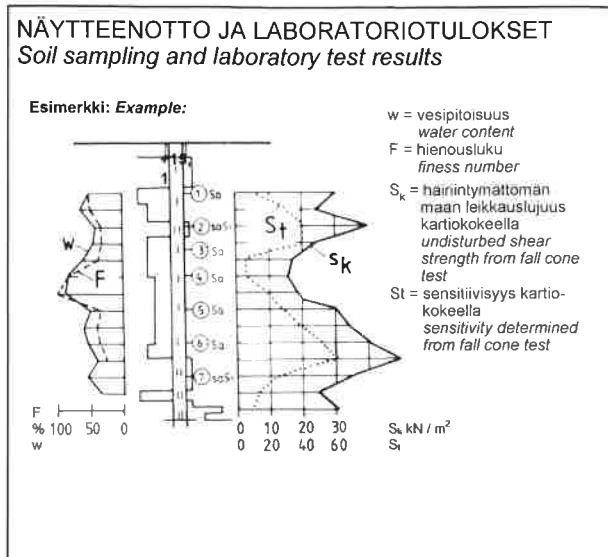 NÄYTTEENOTTO JA LABORATORIOTULOKSET
Soil sampling and laboratory test results
Esimerkki: Example:
w = vesipitoisuus
water content
F = hienousluku
finess number
Sk = häiriintymättömän
maan leikkauslujuus
kartiokokeella
undisturbed shear
strength from fall cone
test
St = sensitiivisyys kartio-
kokeella
sensitivity determined
from fall cone test
1 Sa
2 saSi
3 Sa
4 Sa
5 Sa
6 Sa
7 saSi
w
F
St
sk
F
% 100 50 0
w
0 10 20 30 Sk kN / m²
0 20 40 60 St